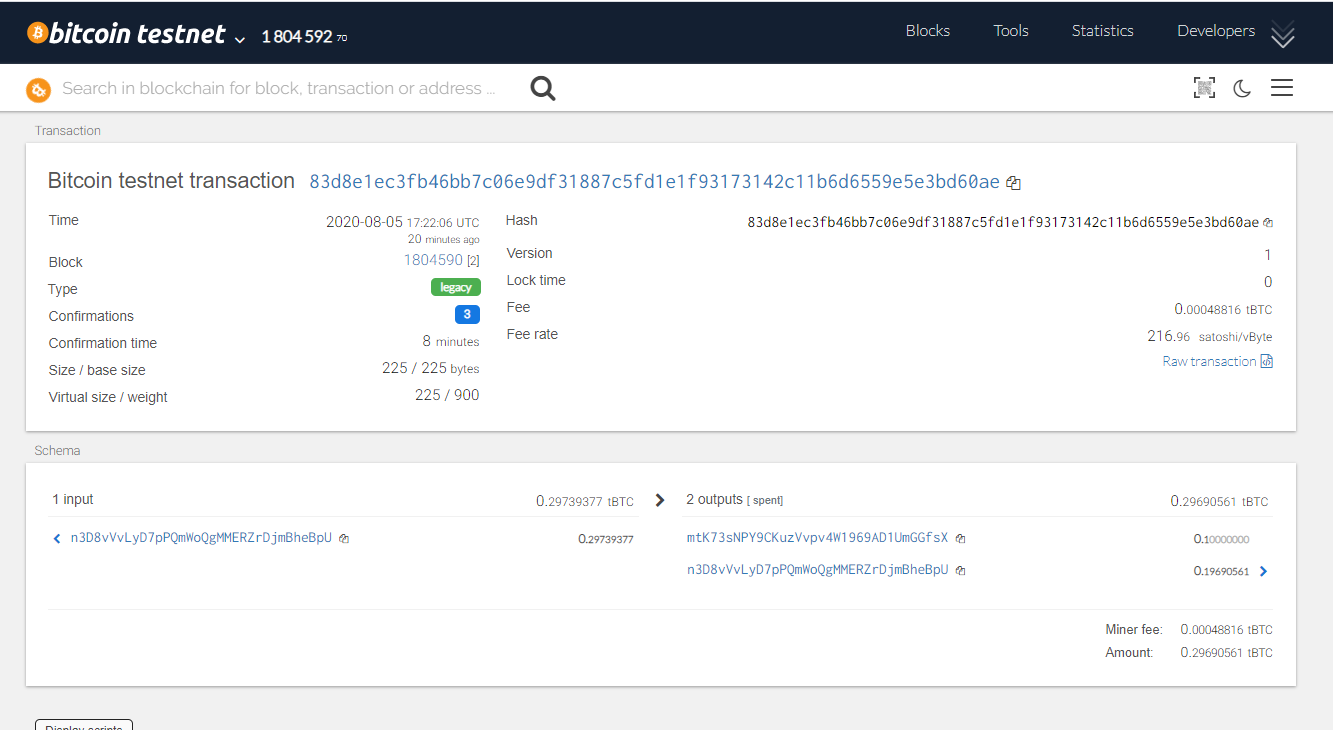 bitcoin testnet 1 804 592 70 Blocks Tools Statistics Developers
Search in blockchain for block, transaction or address ...
Transaction
Bitcoin testnet transaction 83d8e1ec3fb46bb7c06e9df31887c5fd1e1f93173142c11b6d6559e5e3bd60ae
Time 2020-08-05 17:22:06 UTC
20 minutes ago
Block 1804590 [2]
Type legacy
Confirmations 3
Confirmation time 8 minutes
Size / base size 225 / 225 bytes
Virtual size / weight 225 / 900
Hash 83d8e1ec3fb46bb7c06e9df31887c5fd1e1f93173142c11b6d6559e5e3bd60ae
Version 1
Lock time 0
Fee 0.00048816 tBTC
Fee rate 216.96 satoshi/vByte
Raw transaction
Schema
1 input 0.29739377 tBTC
n3D8vVvLyD7pPQmWoQgMMERZrDjmBheBpU 0.29739377
2 outputs [ spent] 0.29690561 tBTC
mtK73sNPY9CKuzVvpv4W1969AD1UmGGfsX 0.10000000
n3D8vVvLyD7pPQmWoQgMMERZrDjmBheBpU 0.19690561
Miner fee: 0.00048816 tBTC
Amount: 0.29690561 tBTC
Display scripts